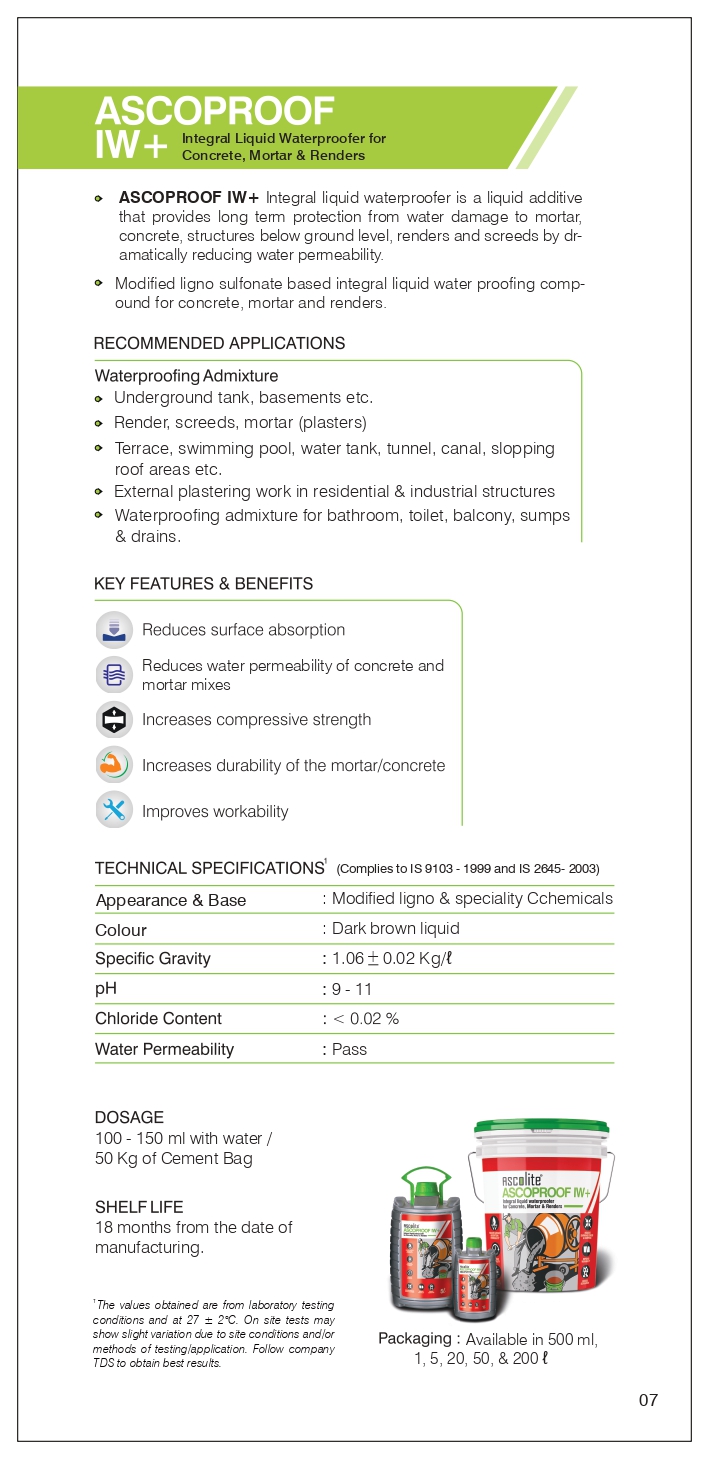 ASCOPROOF
IW+ Integral Liquid Waterproofer for
Concrete, Mortar & Renders
ASCOPROOF IW+ Integral liquid waterproofer is a liquid additive
that provides long term protection from water damage to mortar,
concrete, structures below ground level, renders and screeds by dr-
amatically reducing water permeability.
Modified ligno sulfonate based integral liquid water proofing comp-
ound for concrete, mortar and renders.
RECOMMENDED APPLICATIONS
Waterproofing Admixture
Underground tank, basements etc.
Render, screeds, mortar (plasters)
Terrace, swimming pool, water tank, tunnel, canal, slopping
roof areas etc.
External plastering work in residential & industrial structures
Waterproofing admixture for bathroom, toilet, balcony, sumps
& drains.
KEY FEATURES & BENEFITS
Reduces surface absorption
Reduces water permeability of concrete and
mortar mixes
Increases compressive strength
Increases durability of the mortar/concrete
Improves workability
TECHNICAL SPECIFICATIONS¹ (Complies to IS 9103 - 1999 and IS 2645- 2003)
Appearance & Base : Modified ligno & speciality Cchemicals
Colour : Dark brown liquid
Specific Gravity : 1.06 ± 0.02 Kg/ℓ
pH : 9 - 11
Chloride Content : < 0.02 %
Water Permeability : Pass
DOSAGE
100 - 150 ml with water /
50 Kg of Cement Bag
SHELF LIFE
18 months from the date of
manufacturing.
¹The values obtained are from laboratory testing
conditions and at 27 ± 2°C. On site tests may
show slight variation due to site conditions and/or
methods of testing/application. Follow company
TDS to obtain best results.
ASCOlite
ASCOPROOF IW+
Integral liquid waterproofer
for Concrete, Mortar & Renders
ASCOlite
ASCOPROOF IW+
Packaging : Available in 500 ml,
1, 5, 20, 50, & 200 ℓ
07